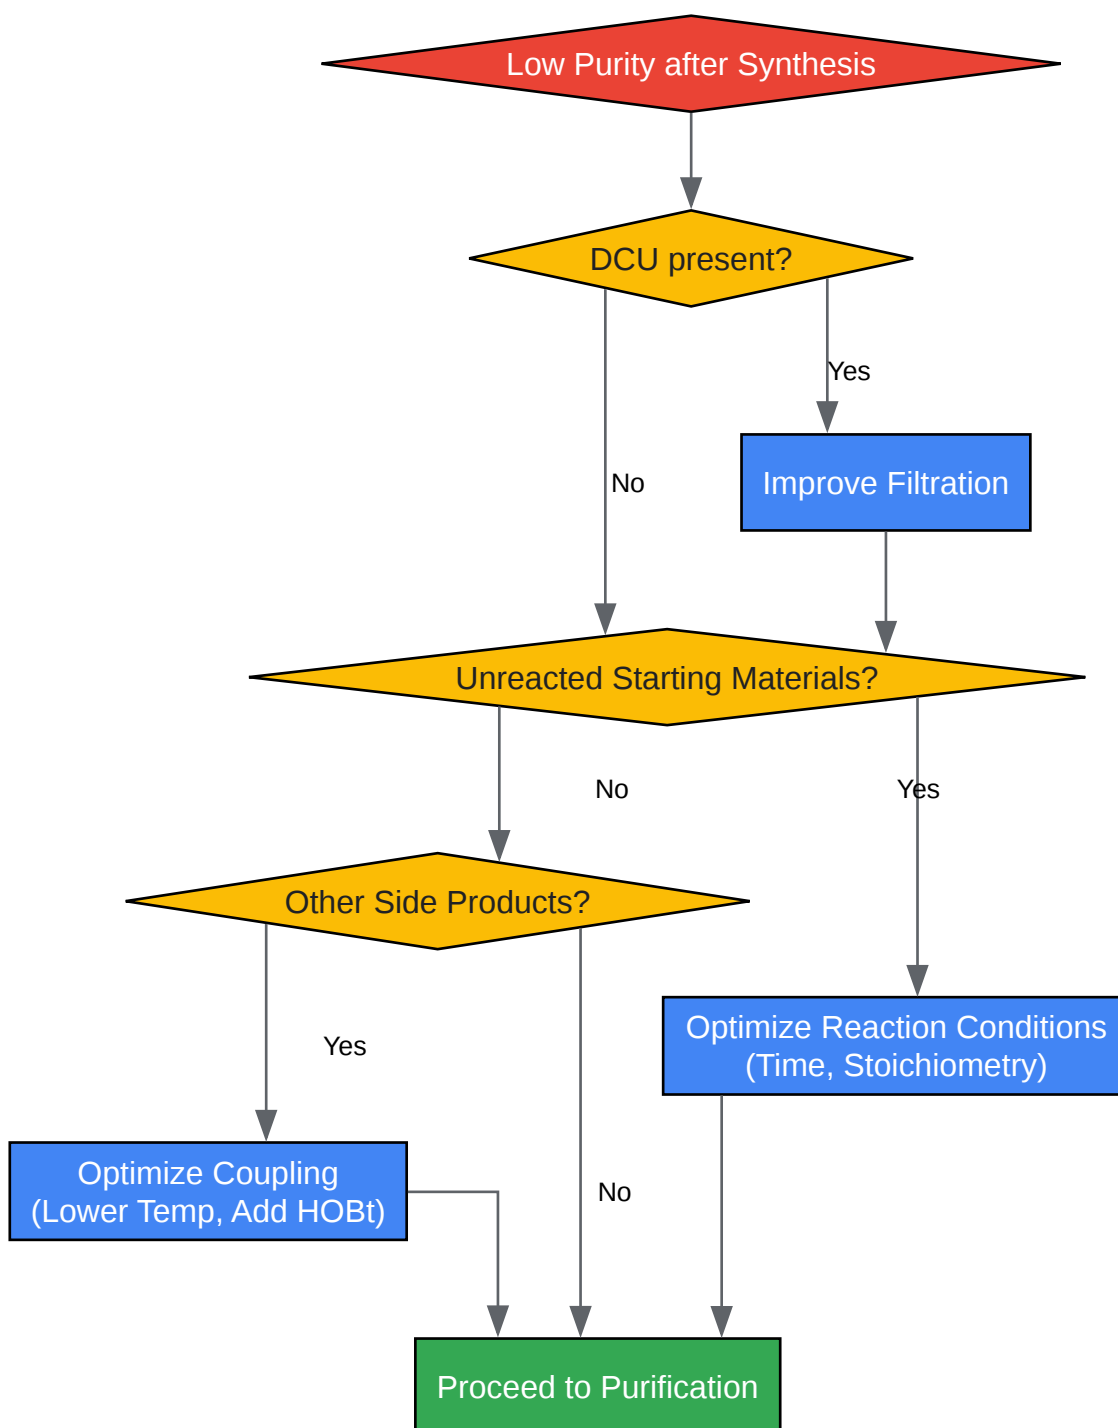 Low Purity after Synthesis
DCU present?
Yes
No
Improve Filtration
Unreacted Starting Materials?
No
Yes
Other Side Products?
Optimize Reaction Conditions
(Time, Stoichiometry)
Yes
Optimize Coupling
(Lower Temp, Add HOBt)
No
Proceed to Purification